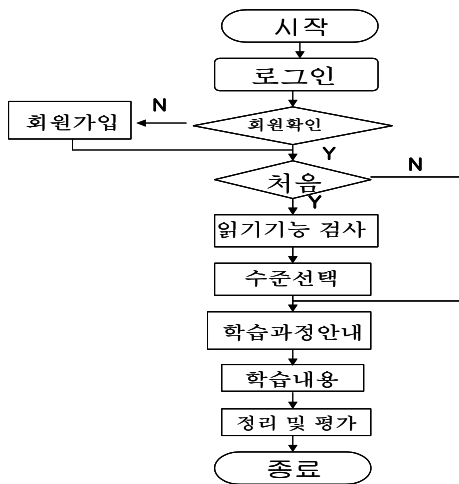 시작
로그인
N
회원가입
회원확인
Y
N
처음
Y
읽기기능 검사
수준선택
학습과정안내
학습내용
정리 및 평가
종료